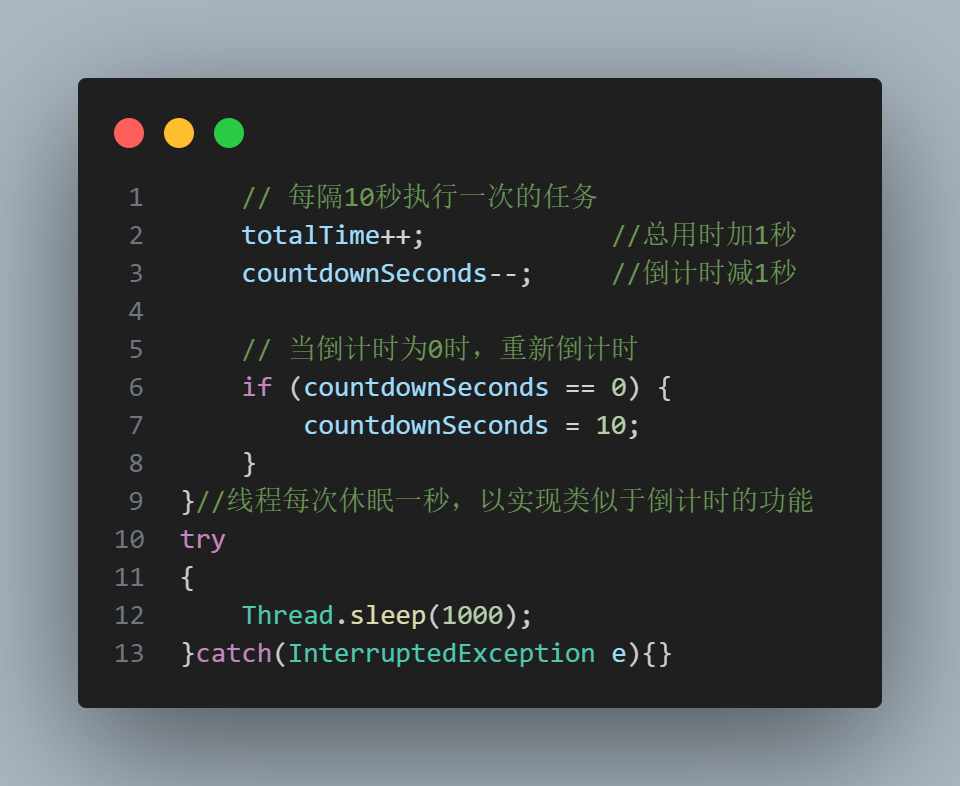 1 // 每隔10秒执行一次的任务
2 totalTime++; //总用时加1秒
3 countdownSeconds--; //倒计时减1秒
4
5 // 当倒计时为0时，重新倒计时
6 if (countdownSeconds == 0) {
7 countdownSeconds = 10;
8 }
9 }//线程每次休眠一秒，以实现类似于倒计时的功能
10 try
11 {
12 Thread.sleep(1000);
13 }catch(InterruptedException e){}